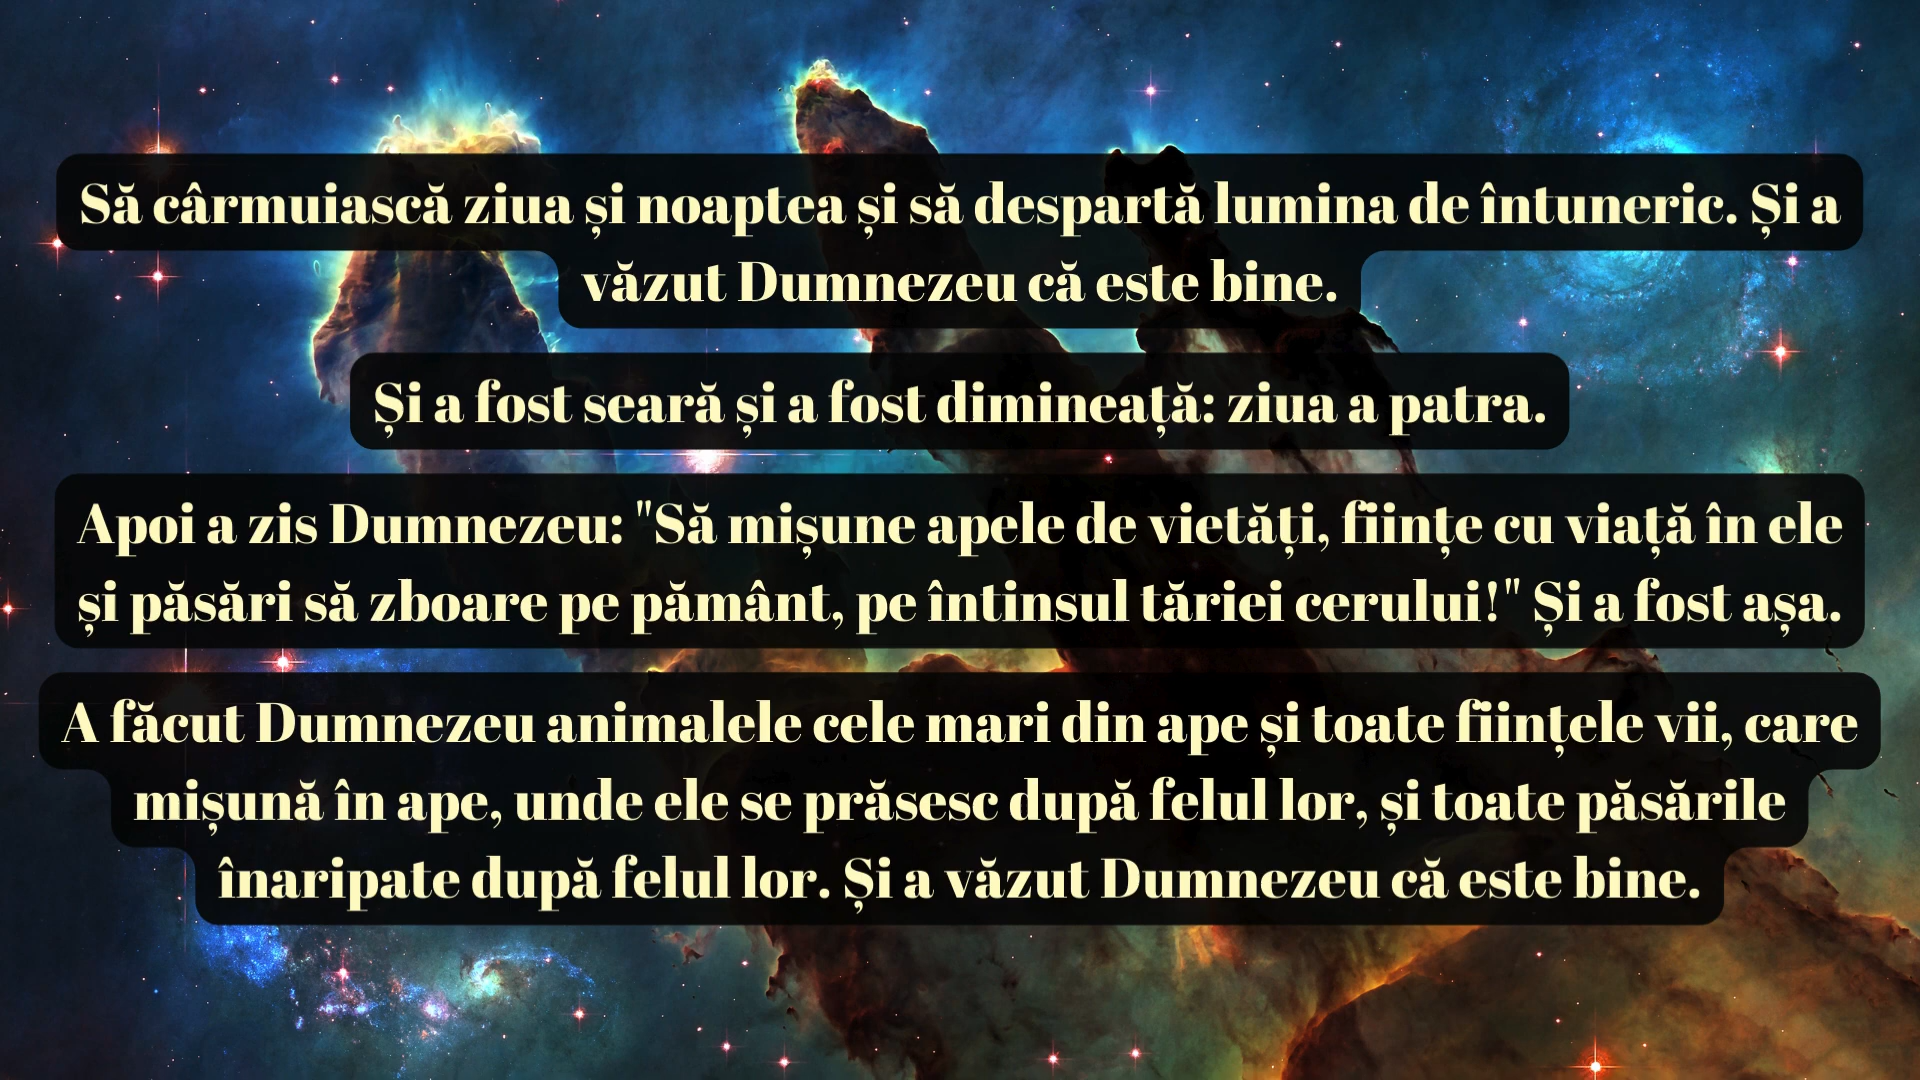 Să cârmuiască ziua și noaptea și să despartă lumina de întuneric. Și a
văzut Dumnezeu că este bine.
Și a fost seară și a fost dimineață: ziua a patra.
Apoi a zis Dumnezeu: "Să mișune apele de vietăți, ființe cu viață în ele
și păsări să zboare pe pământ, pe întinsul tăriei cerului!" Și a fost așa.
A făcut Dumnezeu animalele cele mari din ape și toate ființele vii, care
mișună în ape, unde ele se prăsesc după felul lor, și toate păsările
înaripate după felul lor. Și a văzut Dumnezeu că este bine.